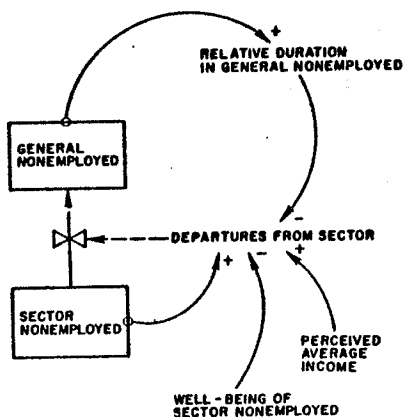 +
RELATIVE DURATION
IN GENERAL NONEMPLOYED
GENERAL
NONEMPLOYED
-
DEPARTURES FROM SECTOR
+
-
+
SECTOR
NONEMPLOYED
PERCEIVED
AVERAGE
INCOME
WELL-BEING OF
SECTOR NONEMPLOYED